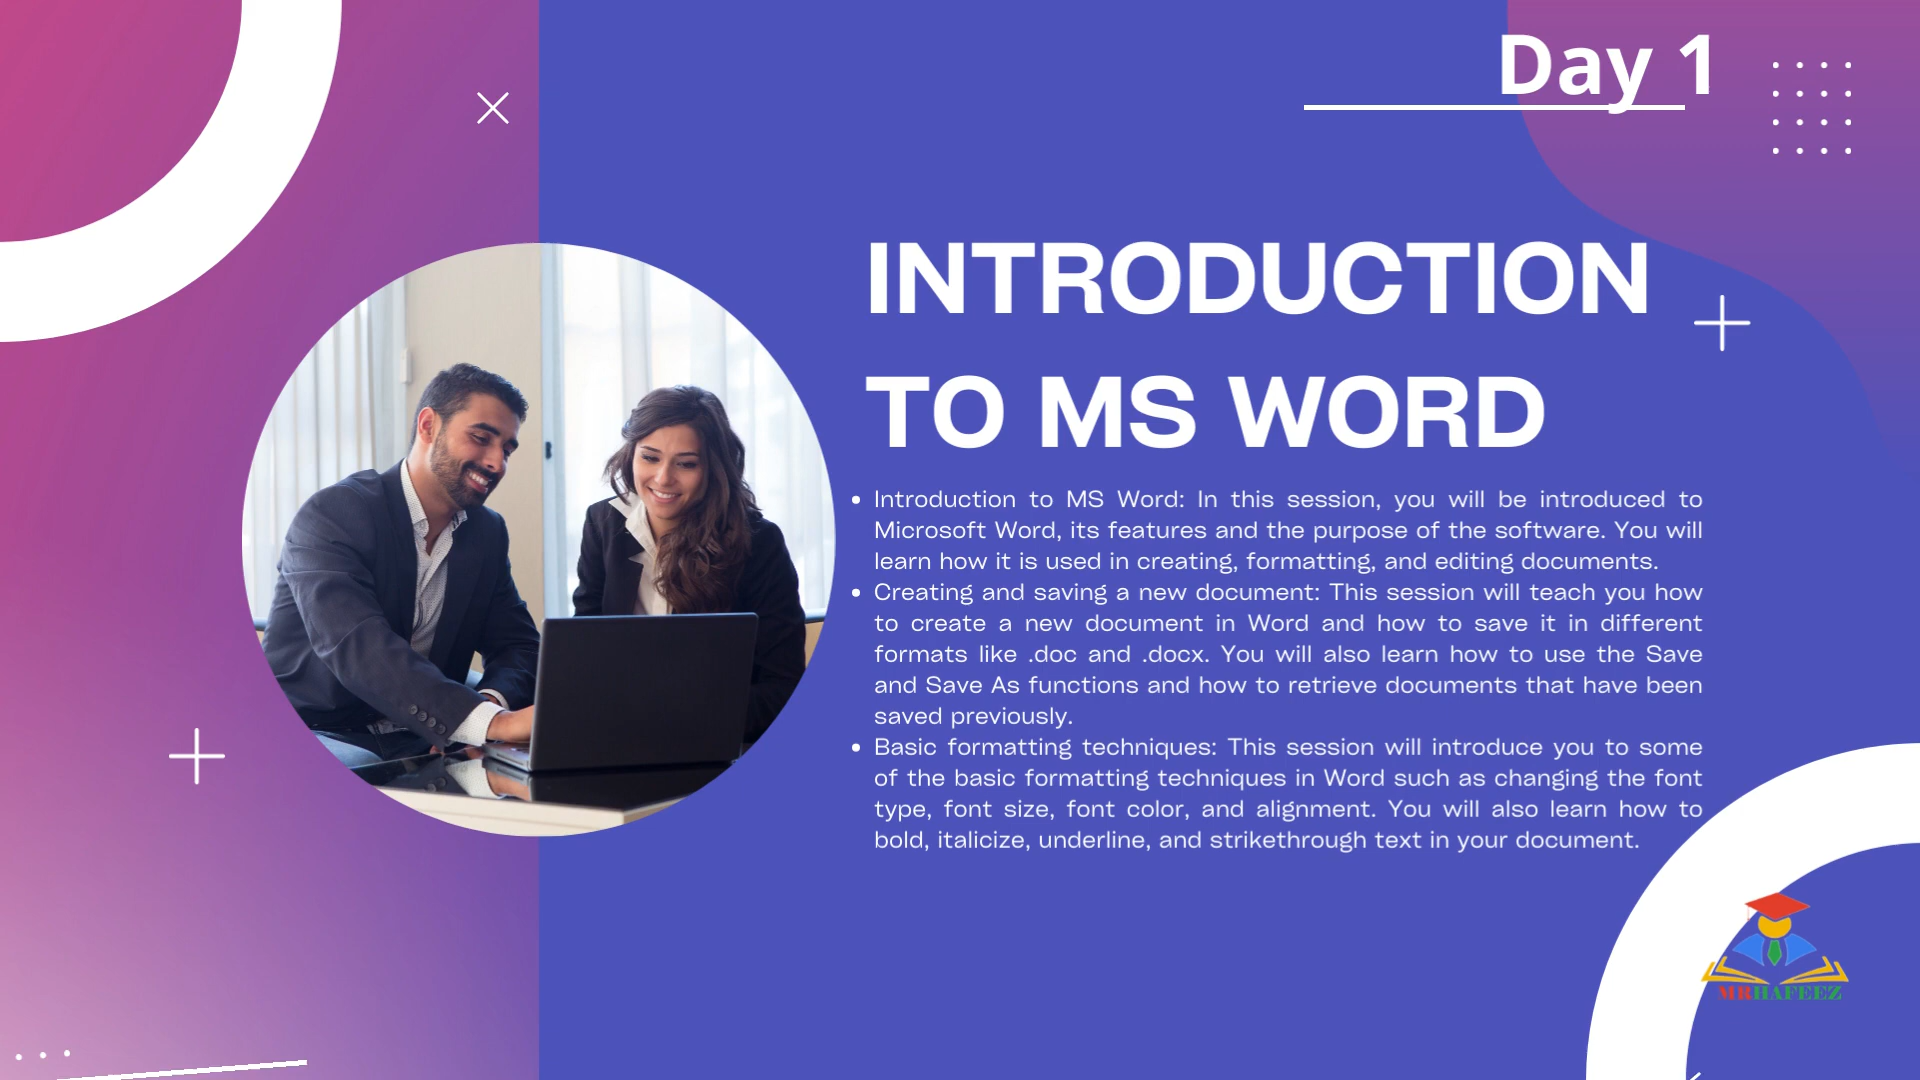 Day 1
INTRODUCTION
TO MS WORD
• Introduction to MS Word: In this session, you will be introduced to
Microsoft Word, its features and the purpose of the software. You will
learn how it is used in creating, formatting, and editing documents.
• Creating and saving a new document: This session will teach you how
to create a new document in Word and how to save it in different
formats like .doc and .docx. You will also learn how to use the Save
and Save As functions and how to retrieve documents that have been
saved previously.
• Basic formatting techniques: This session will introduce you to some
of the basic formatting techniques in Word such as changing the font
type, font size, font color, and alignment. You will also learn how to
bold, italicize, underline, and strikethrough text in your document.
MRHAFEEZ